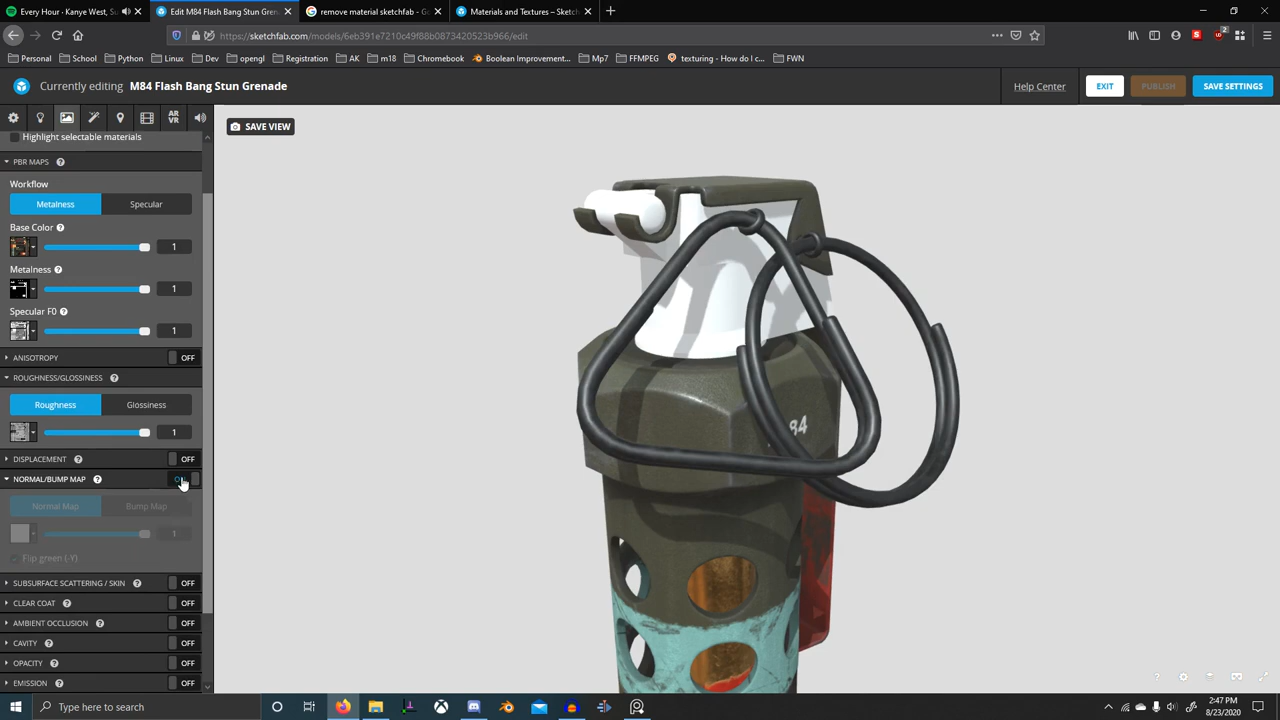 Every Hour · Kanye West, S
Edit M84 Flash Bang Stun Grena
remove material sketchfab - Go
Materials and Textures – Sketch
https://sketchfab.com/models/6eb391e7210c49f88b0873420523b966/edit
Personal School Python Linux Dev opengl Registration AK m18 Chromebook Boolean Improvement... Mp7 FFMPEG texturing - How do I c... FWN
Currently editing M84 Flash Bang Stun Grenade
Help Center EXIT PUBLISH SAVE SETTINGS
AR VR
SAVE VIEW
Highlight selectable materials
PBR MAPS ?
Workflow
Metalness Specular
Base Color ?
1
Metalness ?
1
Specular F0 ?
1
ANISOTROPY OFF
ROUGHNESS/GLOSSINESS ?
Roughness Glossiness
1
DISPLACEMENT ? OFF
NORMAL/BUMP MAP ?
Normal Map Bump Map
1
Flip green (-Y)
SUBSURFACE SCATTERING / SKIN ? OFF
CLEAR COAT ? OFF
AMBIENT OCCLUSION ? OFF
CAVITY ? OFF
OPACITY ? OFF
EMISSION ? OFF
84
Type here to search
2:47 PM
8/23/2020